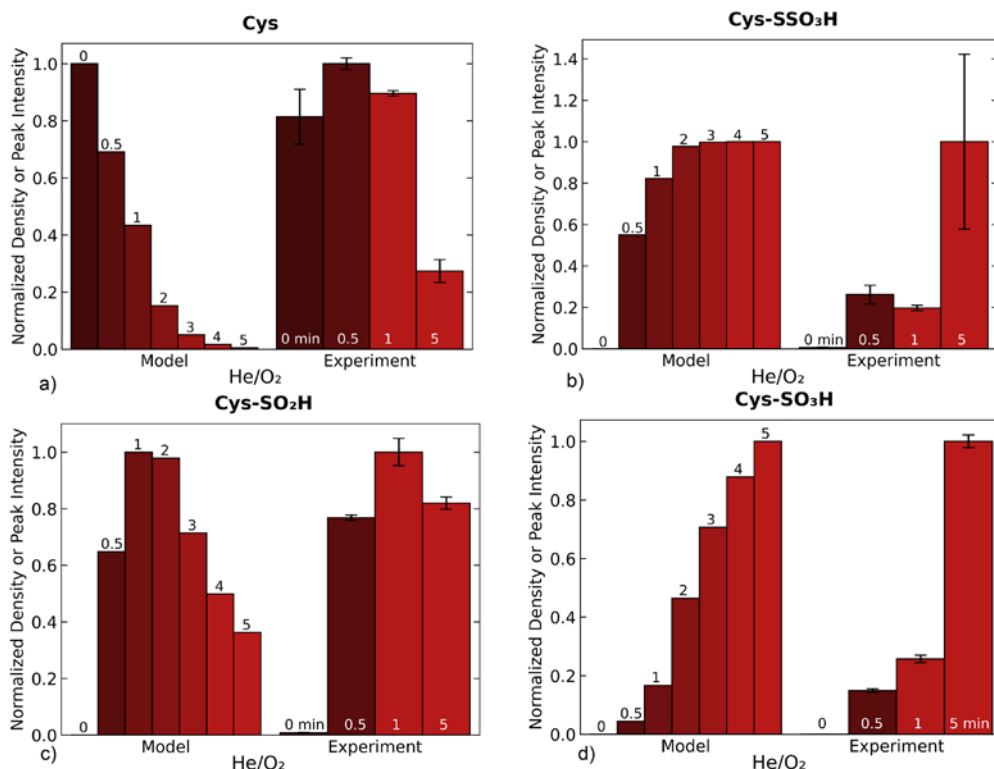 Cys
Normalized Density or Peak Intensity
1.0
0.8
0.6
0.4
0.2
0.0
0
0.5
1
2
3
4
5
0 min
0.5
1
5
Model
Experiment
a)
He/O₂
Cys-SSO₃H
Normalized Density or Peak Intensity
1.4
1.2
1.0
0.8
0.6
0.4
0.2
0.0
0
0.5
1
2
3
4
5
0 min
0.5
1
5
Model
Experiment
b)
He/O₂
Cys-SO₂H
Normalized Density or Peak Intensity
1.0
0.8
0.6
0.4
0.2
0.0
0
0.5
1
2
3
4
5
0 min
0.5
1
5
Model
Experiment
c)
He/O₂
Cys-SO₃H
Normalized Density or Peak Intensity
1.0
0.8
0.6
0.4
0.2
0.0
0
0.5
1
2
3
4
5
0
0.5
1
5 min
Model
Experiment
d)
He/O₂